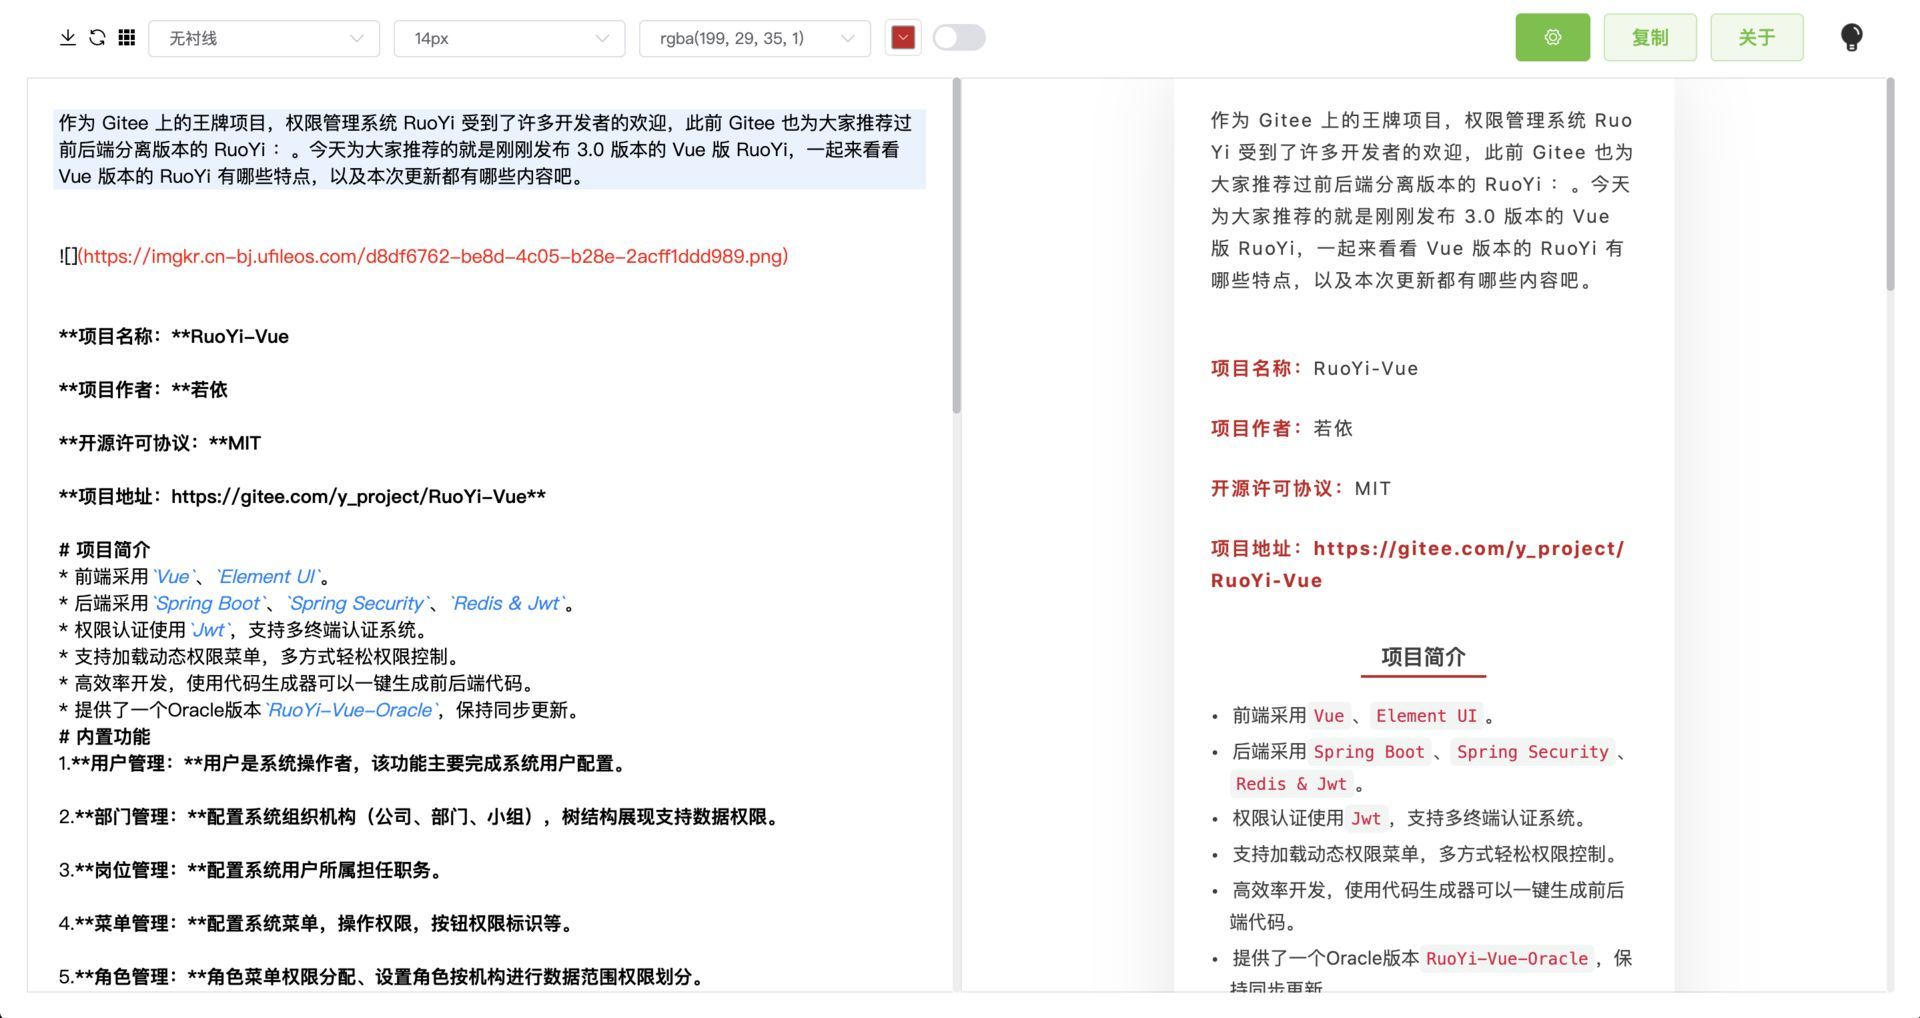 无衬线
14px
rgba(199, 29, 35, 1)
复制
关于
作为 Gitee 上的王牌项目，权限管理系统 RuoYi 受到了许多开发者的欢迎，此前 Gitee 也为大家推荐过
前后端分离版本的 RuoYi： 。今天为大家推荐的就是刚刚发布 3.0 版本的 Vue 版 RuoYi，一起来看看
Vue 版本的 RuoYi 有哪些特点，以及本次更新都有哪些内容吧。
![](https://imgkr.cn-bj.ufileos.com/d8df6762-be8d-4c05-b28e-2acff1ddd989.png)
**项目名称：**RuoYi-Vue
**项目作者：**若依
**开源许可协议：**MIT
**项目地址：https://gitee.com/y_project/RuoYi-Vue**
# 项目简介
* 前端采用`Vue`、`Element UI`。
* 后端采用`Spring Boot`、`Spring Security`、`Redis & Jwt`。
* 权限认证使用`Jwt`，支持多终端认证系统。
* 支持加载动态权限菜单，多方式轻松权限控制。
* 高效率开发，使用代码生成器可以一键生成前后端代码。
* 提供了一个Oracle版本`RuoYi-Vue-Oracle`，保持同步更新。
# 内置功能
1.**用户管理：**用户是系统操作者，该功能主要完成系统用户配置。
2.**部门管理：**配置系统组织机构（公司、部门、小组），树结构展现支持数据权限。
3.**岗位管理：**配置系统用户所属担任职务。
4.**菜单管理：**配置系统菜单，操作权限，按钮权限标识等。
5.**角色管理：**角色菜单权限分配、设置角色按机构进行数据范围权限划分。
作为 Gitee 上的王牌项目，权限管理系统 Ruo
Yi 受到了许多开发者的欢迎，此前 Gitee 也为
大家推荐过前后端分离版本的 RuoYi： 。今天
为大家推荐的就是刚刚发布 3.0 版本的 Vue
版 RuoYi，一起来看看 Vue 版本的 RuoYi 有
哪些特点，以及本次更新都有哪些内容吧。
项目名称：RuoYi-Vue
项目作者：若依
开源许可协议：MIT
项目地址：https://gitee.com/y_project/
RuoYi-Vue
项目简介
• 前端采用 Vue 、 Element UI 。
• 后端采用 Spring Boot 、 Spring Security 、
Redis & Jwt 。
• 权限认证使用 Jwt ，支持多终端认证系统。
• 支持加载动态权限菜单，多方式轻松权限控制。
• 高效率开发，使用代码生成器可以一键生成前后
端代码。
• 提供了一个Oracle版本 RuoYi-Vue-Oracle ，保
持同步更新